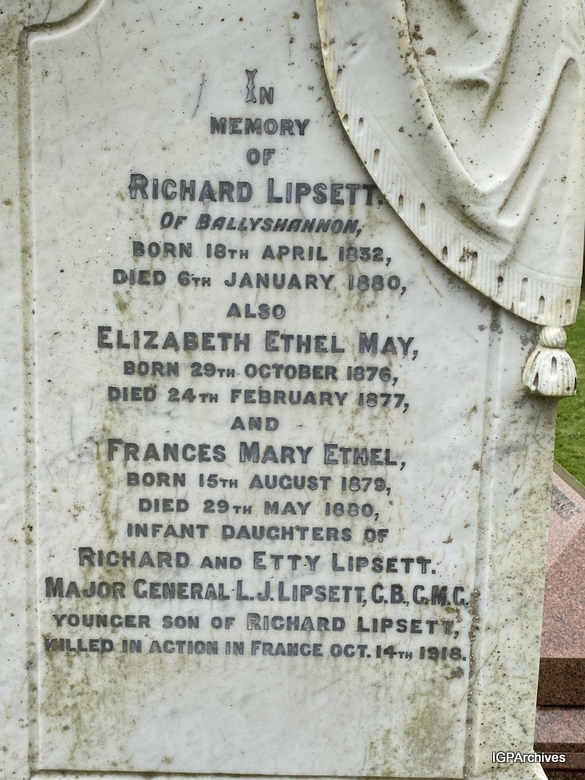 IN
MEMORY
OF
RICHARD LIPSETT,
OF BALLYSHANNON,
BORN 18TH APRIL 1832,
DIED 6TH JANUARY 1880,
ALSO
ELIZABETH ETHEL MAY,
BORN 29TH OCTOBER 1876,
DIED 24TH FEBRUARY 1877,
AND
FRANCES MARY ETHEL,
BORN 15TH AUGUST 1879,
DIED 29TH MAY 1880,
INFANT DAUGHTERS OF
RICHARD AND ETTY LIPSETT.
MAJOR GENERAL L.J. LIPSETT, C.B, C.M.G.
YOUNGER SON OF RICHARD LIPSETT,
KILLED IN ACTION IN FRANCE OCT. 14TH 1918.
IGPArchives